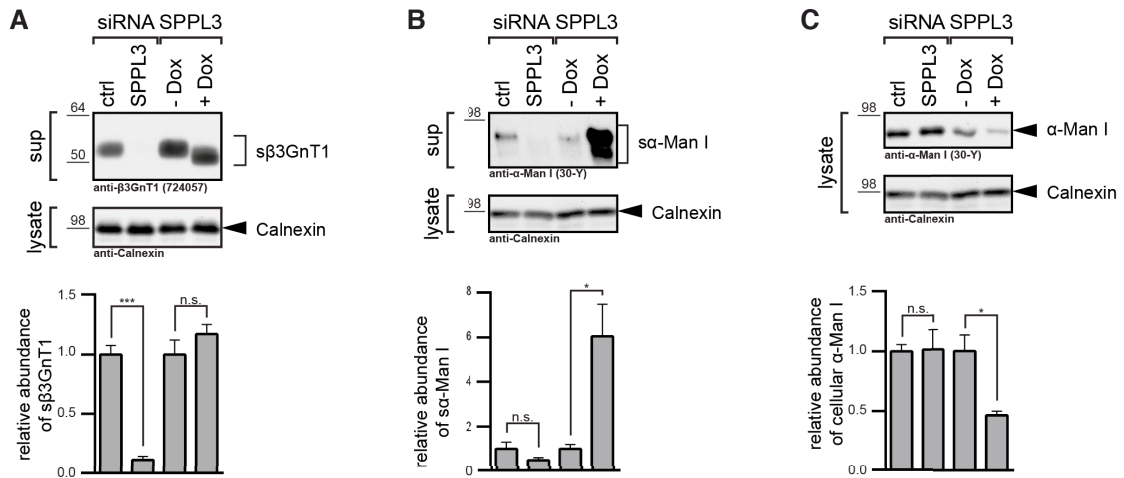 A
siRNA SPPL3
ctrl
SPPL3
- Dox
+ Dox
64
50
sup
sβ3GnT1
anti-β3GnT1 (724057)
98
lysate
Calnexin
anti-Calnexin
relative abundance
of sβ3GnT1
1.5
1.0
0.5
0.0
***
n.s.
B
siRNA SPPL3
ctrl
SPPL3
- Dox
+ Dox
98
sup
sα-Man I
anti-α-Man I (30-Y)
98
lysate
Calnexin
anti-Calnexin
relative abundance
of sα-Man I
8
6
4
2
0
n.s.
*
C
siRNA SPPL3
ctrl
SPPL3
- Dox
+ Dox
98
α-Man I
anti-α-Man I (30-Y)
lysate
98
Calnexin
anti-Calnexin
relative abundance
of cellular α-Man I
1.5
1.0
0.5
0.0
n.s.
*